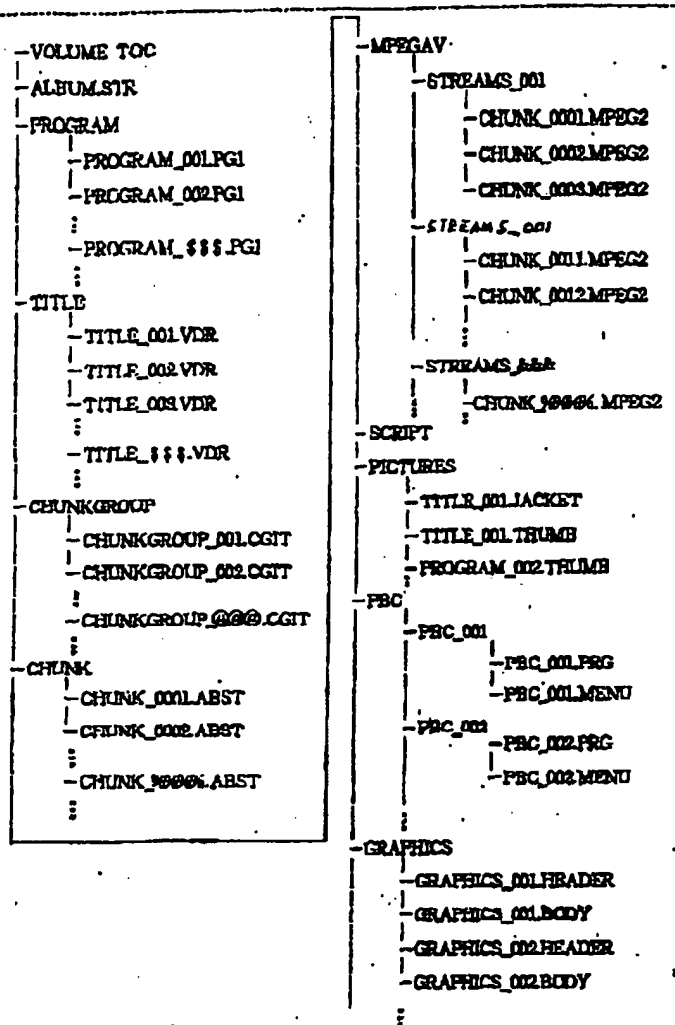 VOLUME TOC
ALBUM.STR
PROGRAM
PROGRAM_001.PG1
PROGRAM_002.PG1
PROGRAM_$$$.PG1
TITLE
TITLE_001.VDR
TITLE_002.VDR
TITLE_003.VDR
TITLE_$$$.VDR
CHUNKGROUP
CHUNKGROUP_001.CGIT
CHUNKGROUP_002.CGIT
CHUNKGROUP_@@@.CGIT
CHUNK
CHUNK_0001.ABST
CHUNK_0002.ABST
CHUNK_%%%%.ABST
MPEGAV
STREAMS_001
CHUNK_0001.MPEG2
CHUNK_0002.MPEG2
CHUNK_0003.MPEG2
STREAMS_001
CHUNK_0011.MPEG2
CHUNK_0012.MPEG2
STREAMS_&&&
CHUNK_%%%%.MPEG2
SCRIPT
PICTURES
TITLE_001.JACKET
TITLE_001.THUMB
PROGRAM_002.THUMB
PBC
PBC_001
PBC_001.PRG
PBC_001.MENU
PBC_002
PBC_002.PRG
PBC_002.MENU
GRAPHICS
GRAPHICS_001.HEADER
GRAPHICS_001.BODY
GRAPHICS_002.HEADER
GRAPHICS_002.BODY